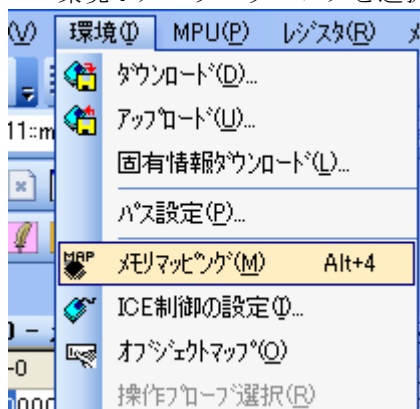 (V) 環境(I) MPU(P) ﾚｼﾞｽﾀ(R)
11::m
ﾀﾞｳﾝﾛｰﾄﾞ(D)...
ｱｯﾌﾟﾛｰﾄﾞ(U)...
固有情報ﾀﾞｳﾝﾛｰﾄﾞ(L)...
ﾊﾟｽ設定(P)...
MAP ﾒﾓﾘﾏｯﾋﾟﾝｸﾞ(M) Alt+4
ICE制御の設定(I)...
ｵﾌﾞｼﾞｪｸﾄﾏｯﾌﾟ(O)
-0
操作ﾌﾟﾛｰﾌﾞ選択(R)